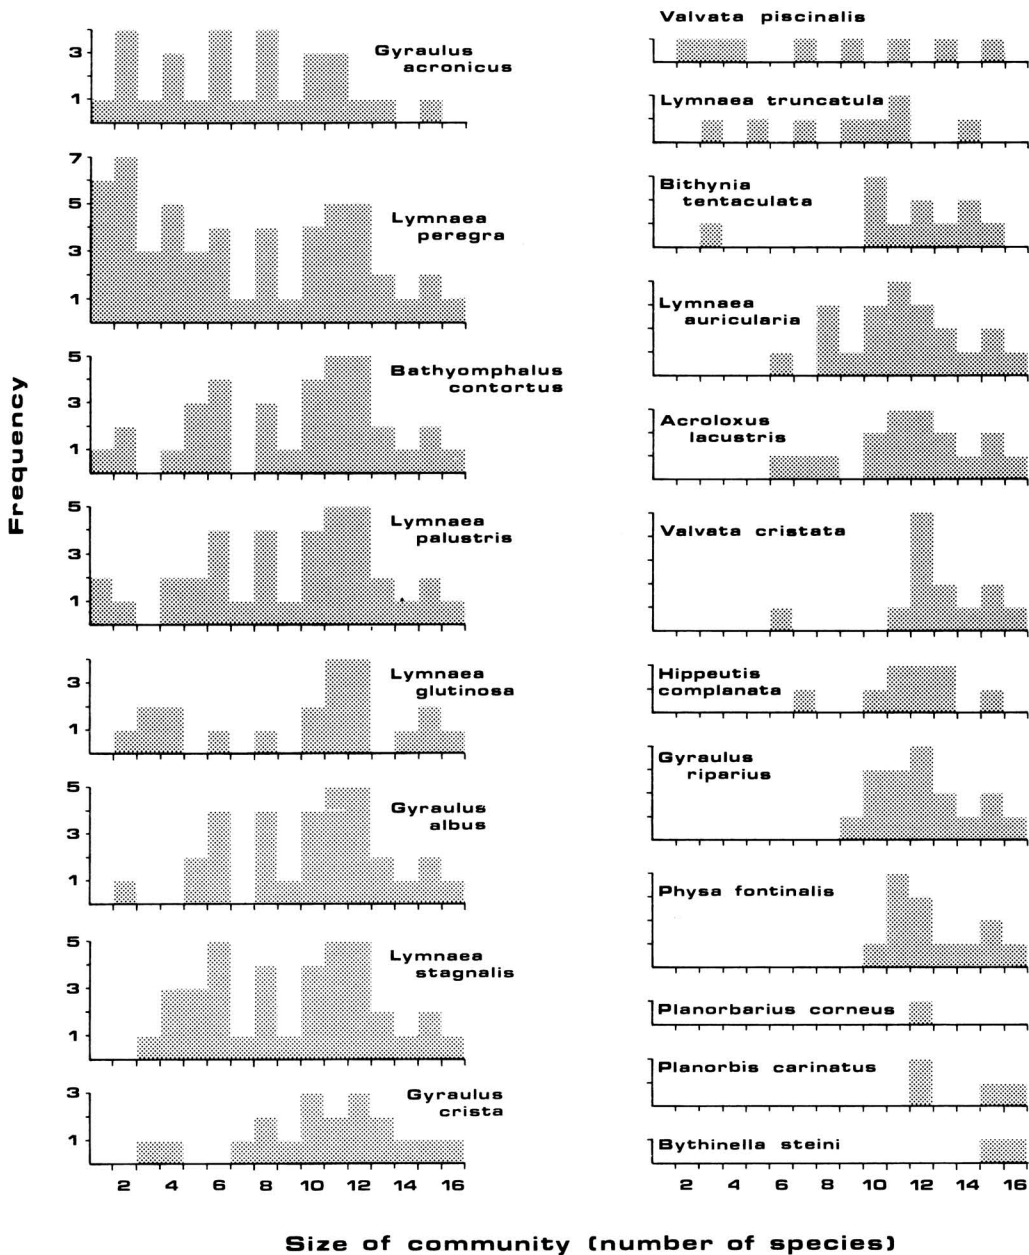 Frequency
3
1
Gyraulus
acronicus
7
5
3
1
Lymnaea
peregra
5
3
1
Bathyomphalus
contortus
5
3
1
Lymnaea
palustris
3
1
Lymnaea
glutinosa
5
3
1
Gyraulus
albus
5
3
1
Lymnaea
stagnalis
3
1
Gyraulus
crista
2 4 6 8 10 12 14 16
Valvata piscinalis
Lymnaea truncatula
Bithynia
tentaculata
Lymnaea
auricularia
Acroloxus
lacustris
Valvata cristata
Hippeutis
complanata
Gyraulus
riparius
Physa fontinalis
Planorbarius corneus
Planorbis carinatus
Bythinella steini
2 4 6 8 10 12 14 16
Size of community (number of species)